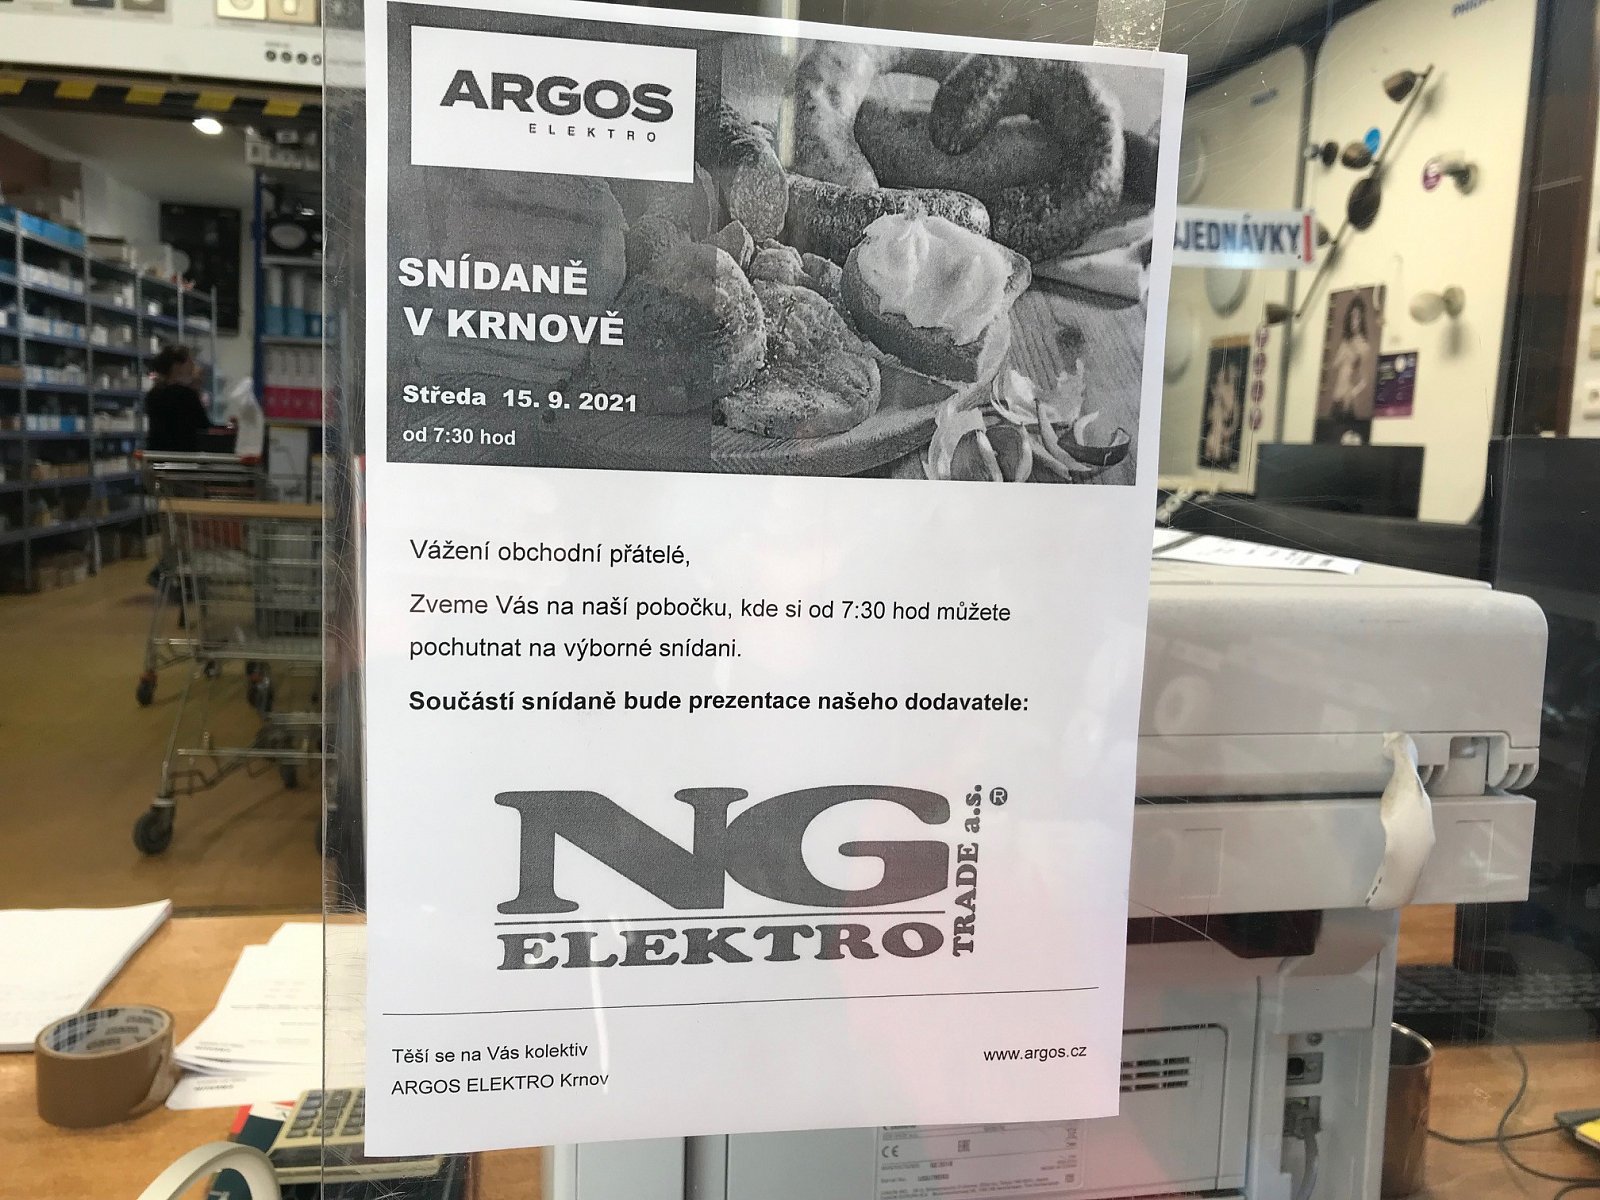 ARGOS
ELEKTRO
SNÍDANĚ
V KRNOVĚ
Středa 15. 9. 2021
od 7:30 hod
JEDNÁVKY
Vážení obchodní přátelé,
Zveme Vás na naší pobočku, kde si od 7:30 hod můžete
pochutnat na výborné snídani.
Součástí snídaně bude prezentace našeho dodavatele:
NG
ELEKTRO
TRADE a.s.®
Těší se na Vás kolektiv
ARGOS ELEKTRO Krnov
www.argos.cz
CE